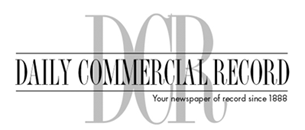 DCR
DAILY COMMERCIAL RECORD
Your newspaper of record since 1888